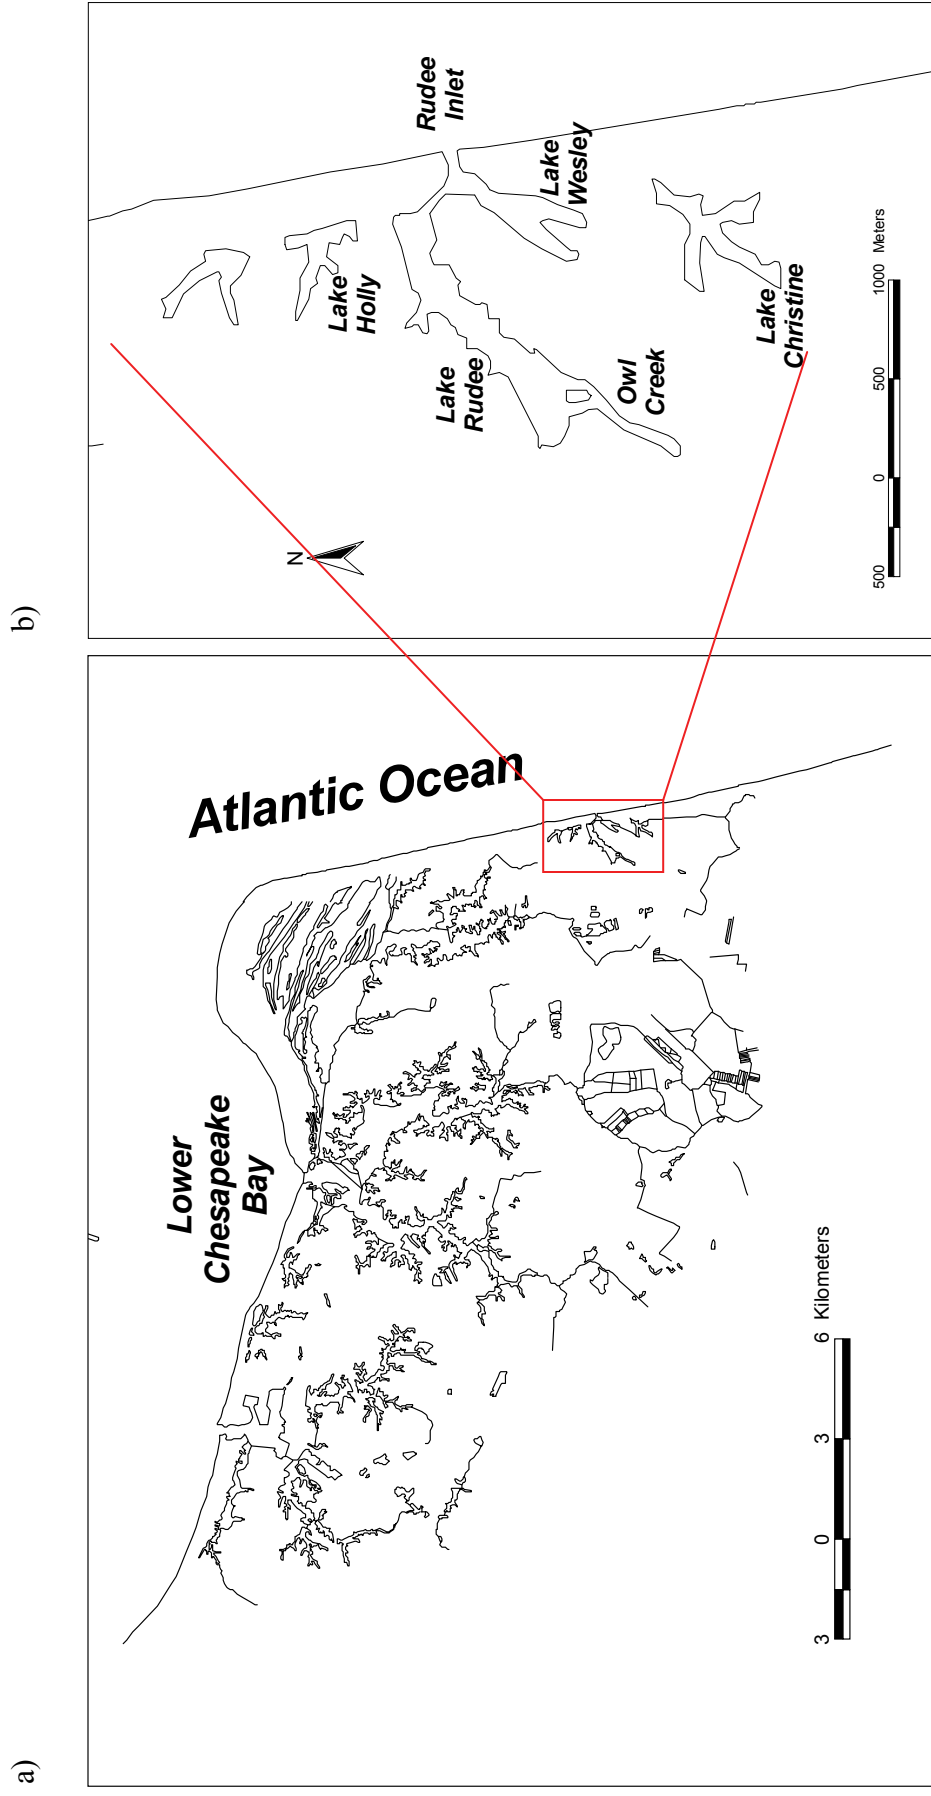 a)
Lower
Chesapeake
Bay
Atlantic Ocean
3 0 3 6 Kilometers
b)
N
Rudee
Inlet
Lake
Holly
Lake
Wesley
Lake
Rudee
Owl
Creek
Lake
Christine
500 0 500 1000 Meters